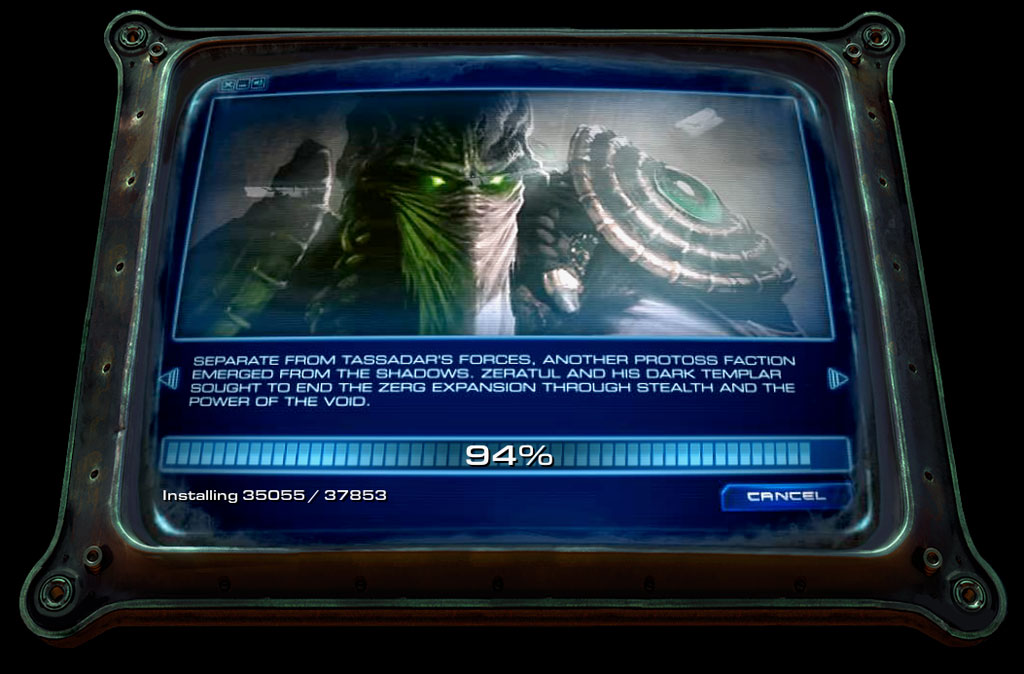 SEPARATE FROM TASSADAR'S FORCES, ANOTHER PROTOSS FACTION
EMERGED FROM THE SHADOWS. ZERATUL AND HIS DARK TEMPLAR
SOUGHT TO END THE ZERG EXPANSION THROUGH STEALTH AND THE
POWER OF THE VOID.
94%
Installing 35055 / 37853
CANCEL